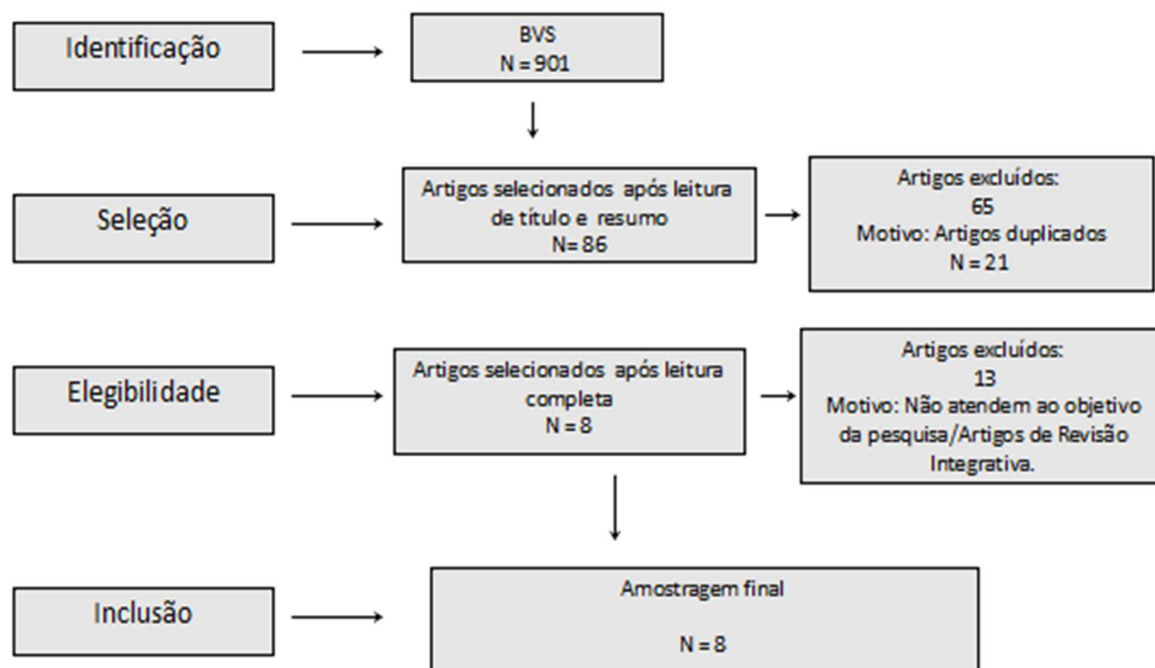 Identificação
BVS
N = 901
Seleção
Artigos selecionados após leitura
de título e resumo
N= 86
Artigos excluídos:
65
Motivo: Artigos duplicados
N = 21
Elegibilidade
Artigos selecionados após leitura
completa
N = 8
Artigos excluídos:
13
Motivo: Não atendem ao objetivo
da pesquisa/Artigos de Revisão
Integrativa.
Inclusão
Amostragem final
N = 8